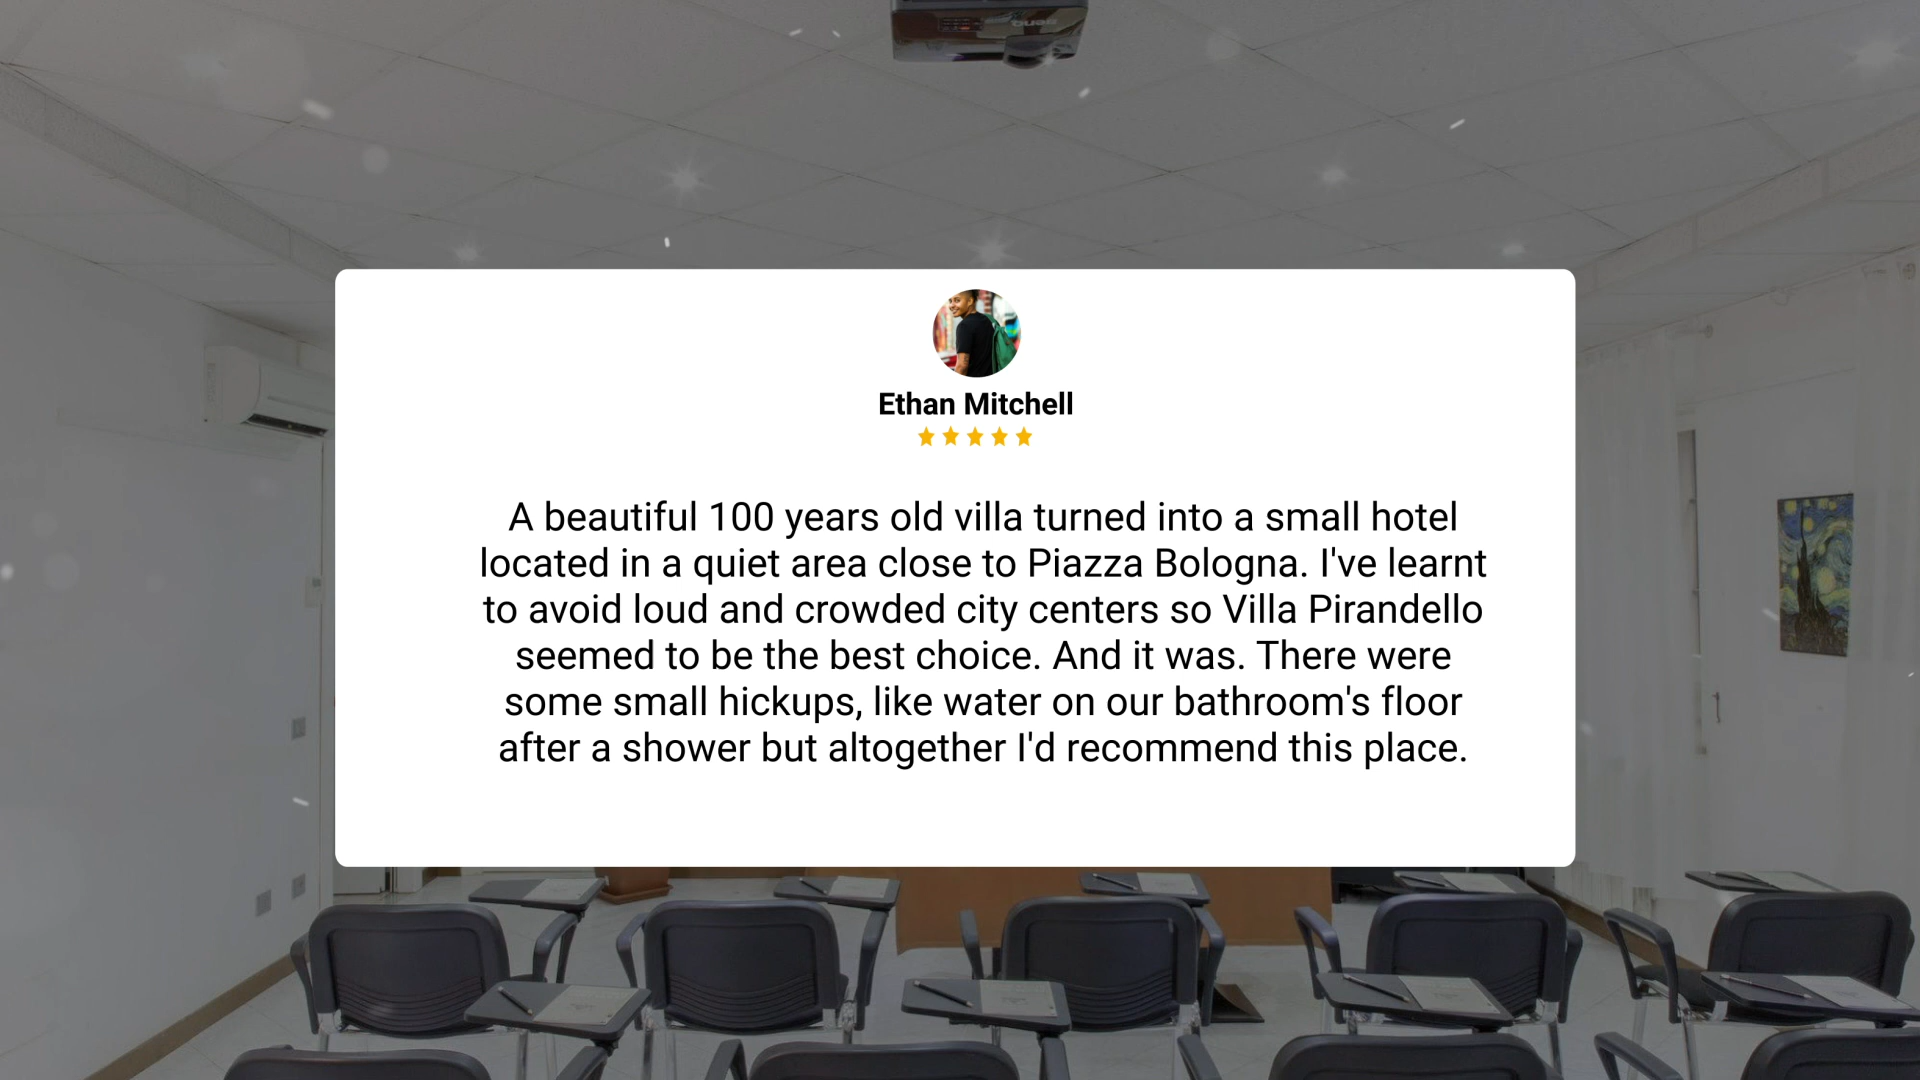 BenQ
Ethan Mitchell
A beautiful 100 years old villa turned into a small hotel
located in a quiet area close to Piazza Bologna. I've learnt
to avoid loud and crowded city centers so Villa Pirandello
seemed to be the best choice. And it was. There were
some small hickups, like water on our bathroom's floor
after a shower but altogether I'd recommend this place.